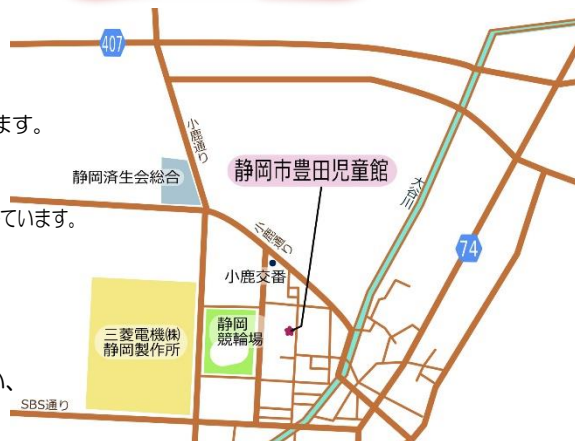 407
ます。
小鹿通り
静岡済生会総合
静岡市豊田児童館
大谷川
ています。
小鹿通り
74
小鹿交番
三菱電機㈱
静岡製作所
静岡
競輪場
い、
SBS通り